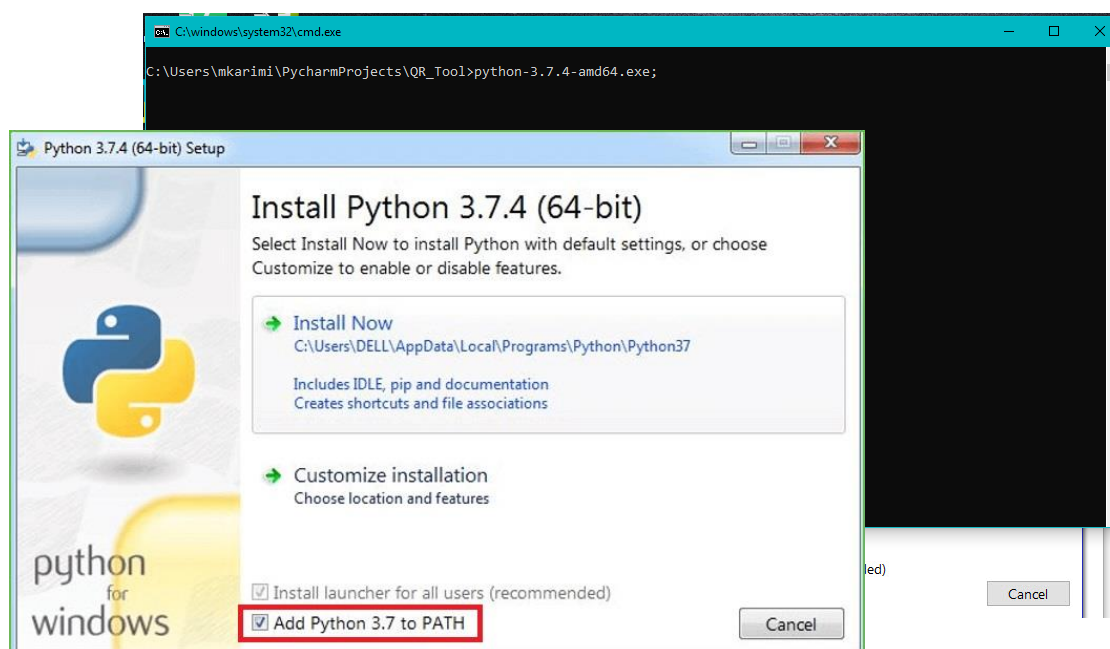 C:\windows\system32\cmd.exe
C:\Users\mkarimi\PycharmProjects\QR_Tool>python-3.7.4-amd64.exe;
Python 3.7.4 (64-bit) Setup
Install Python 3.7.4 (64-bit)
Select Install Now to install Python with default settings, or choose
Customize to enable or disable features.
Install Now
C:\Users\DELL\AppData\Local\Programs\Python\Python37
Includes IDLE, pip and documentation
Creates shortcuts and file associations
Customize installation
Choose location and features
python
for
windows
Install launcher for all users (recommended)
Add Python 3.7 to PATH
Cancel
Cancel